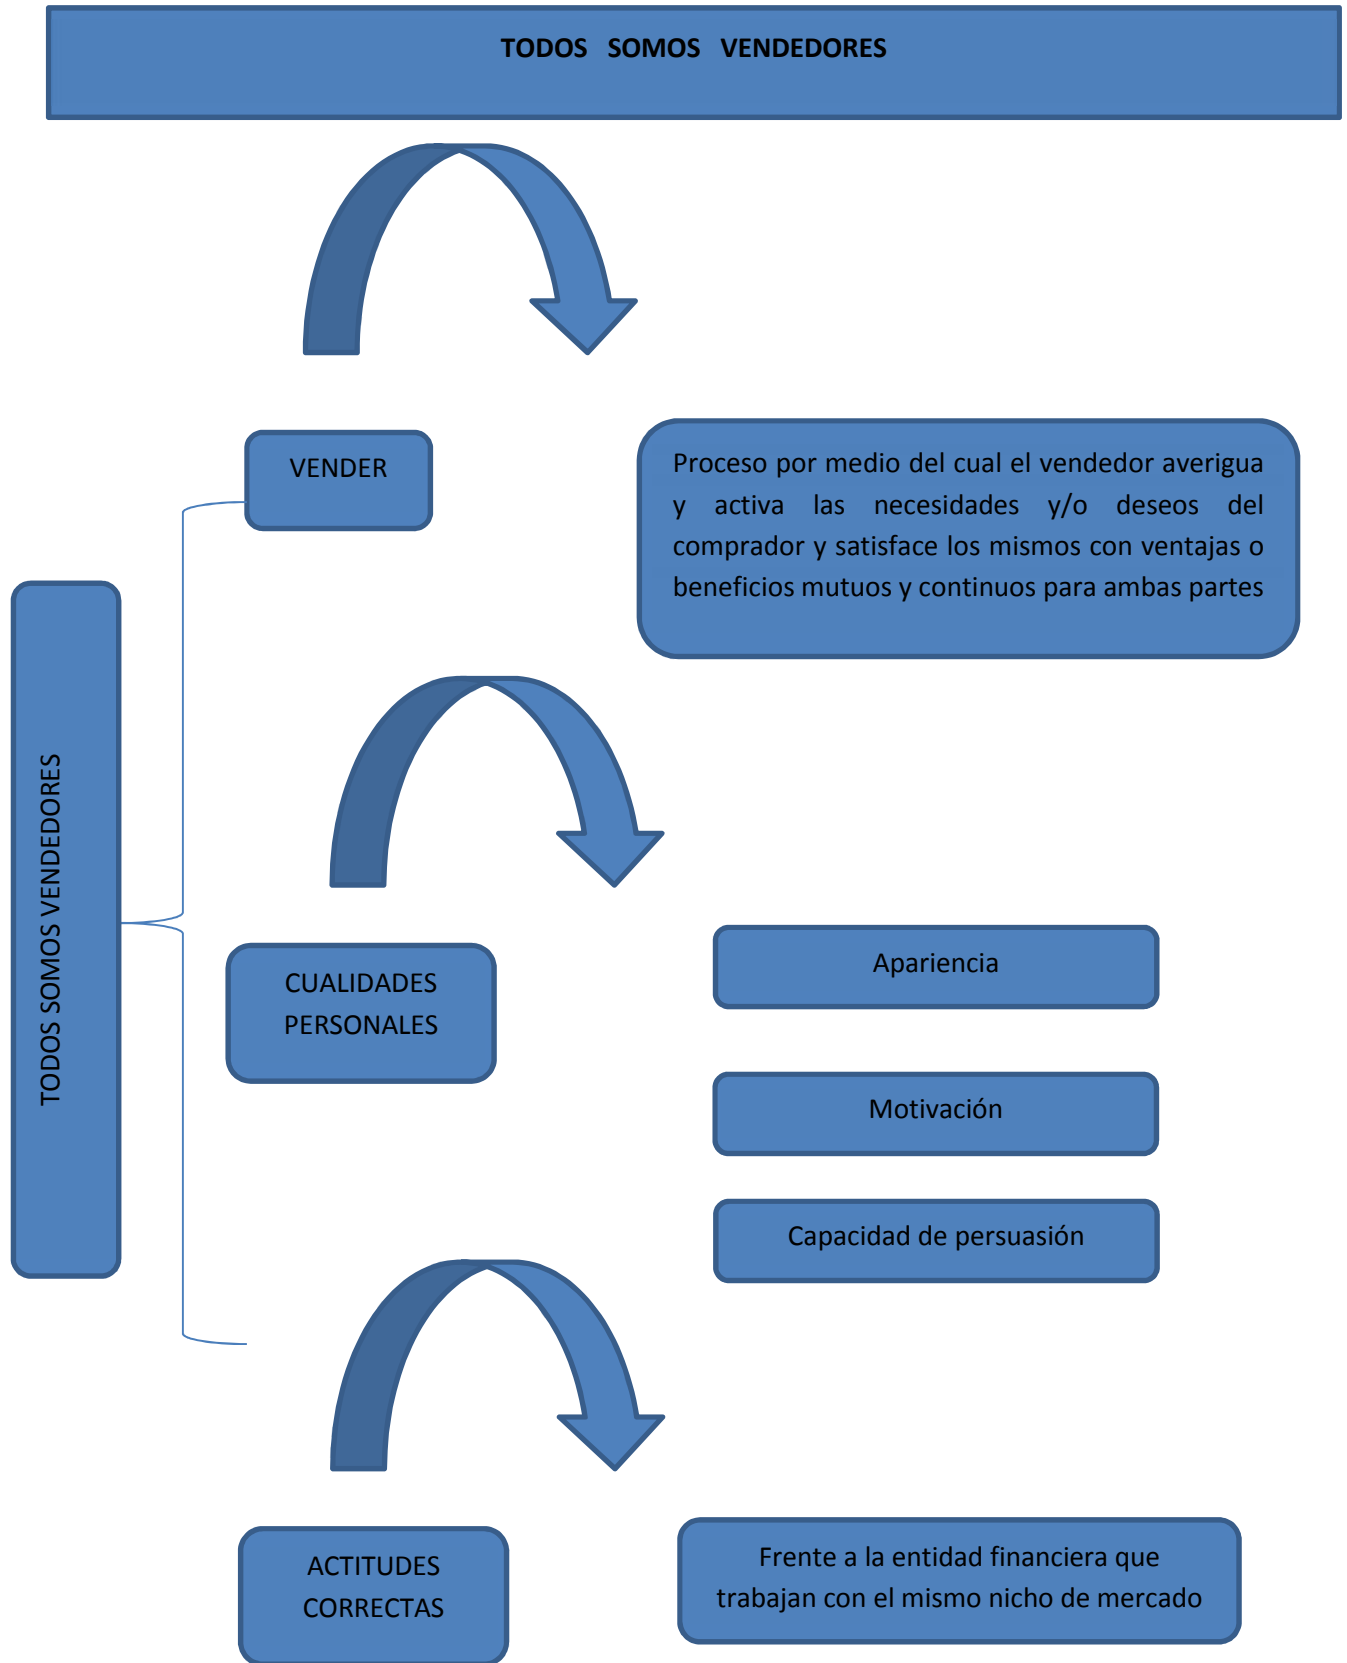 TODOS SOMOS VENDEDORES
VENDER
Proceso por medio del cual el vendedor averigua
y activa las necesidades y/o deseos del
comprador y satisface los mismos con ventajas o
beneficios mutuos y continuos para ambas partes
TODOS SOMOS VENDEDORES
CUALIDADES
PERSONALES
Apariencia
Motivación
Capacidad de persuasión
ACTITUDES
CORRECTAS
Frente a la entidad financiera que
trabajan con el mismo nicho de mercado